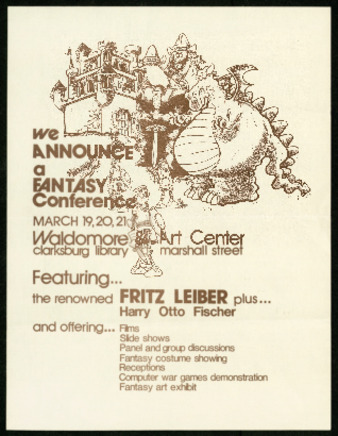 we
ANNOUNCE
a
FANTASY
Conference
MARCH 19, 20, 21
Waldomore & Art Center
clarksburg library marshall street
Featuring...
the renowned FRITZ LEIBER plus...
Harry Otto Fischer
and offering... Films
Slide shows
Panel and group discussions
Fantasy costume showing
Receptions
Computer war games demonstration
Fantasy art exhibit